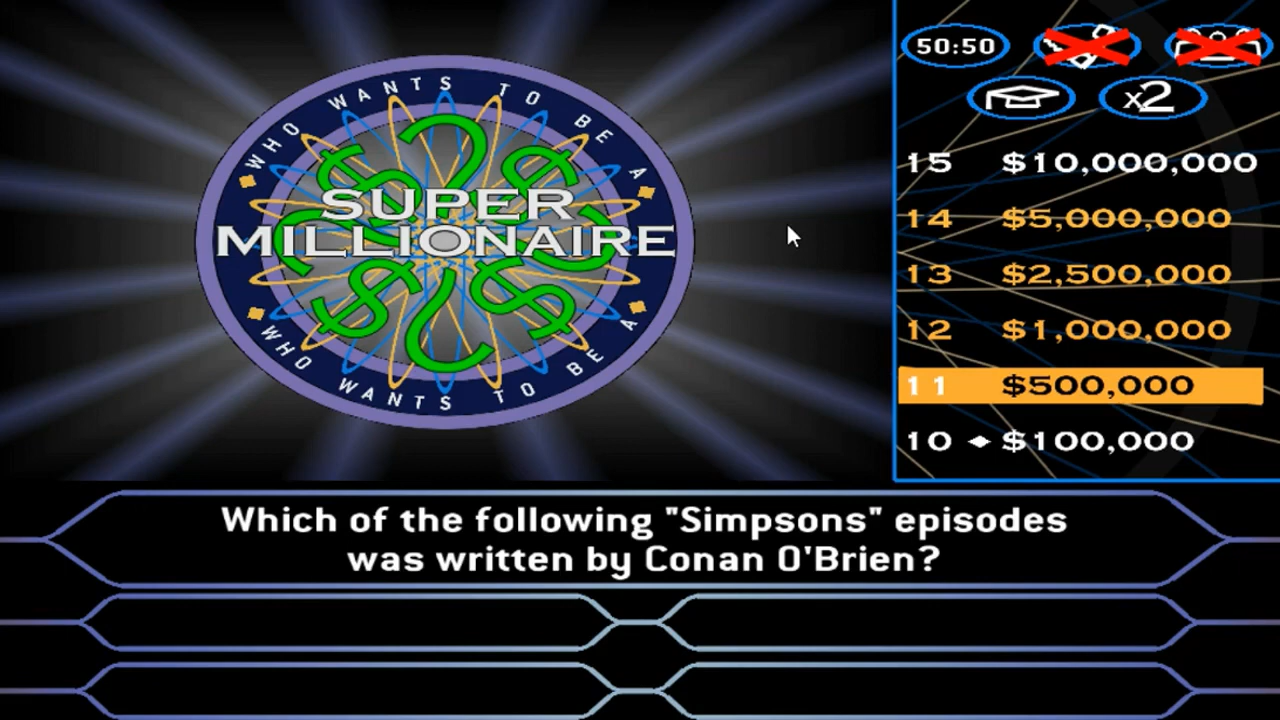 WHO WANTS TO BE A
SUPER
MILLIONAIRE
WHO WANTS TO BE A
50:50
x2
15 $10,000,000
14 $5,000,000
13 $2,500,000
12 $1,000,000
11 $500,000
10 $100,000
Which of the following "Simpsons" episodes
was written by Conan O'Brien?